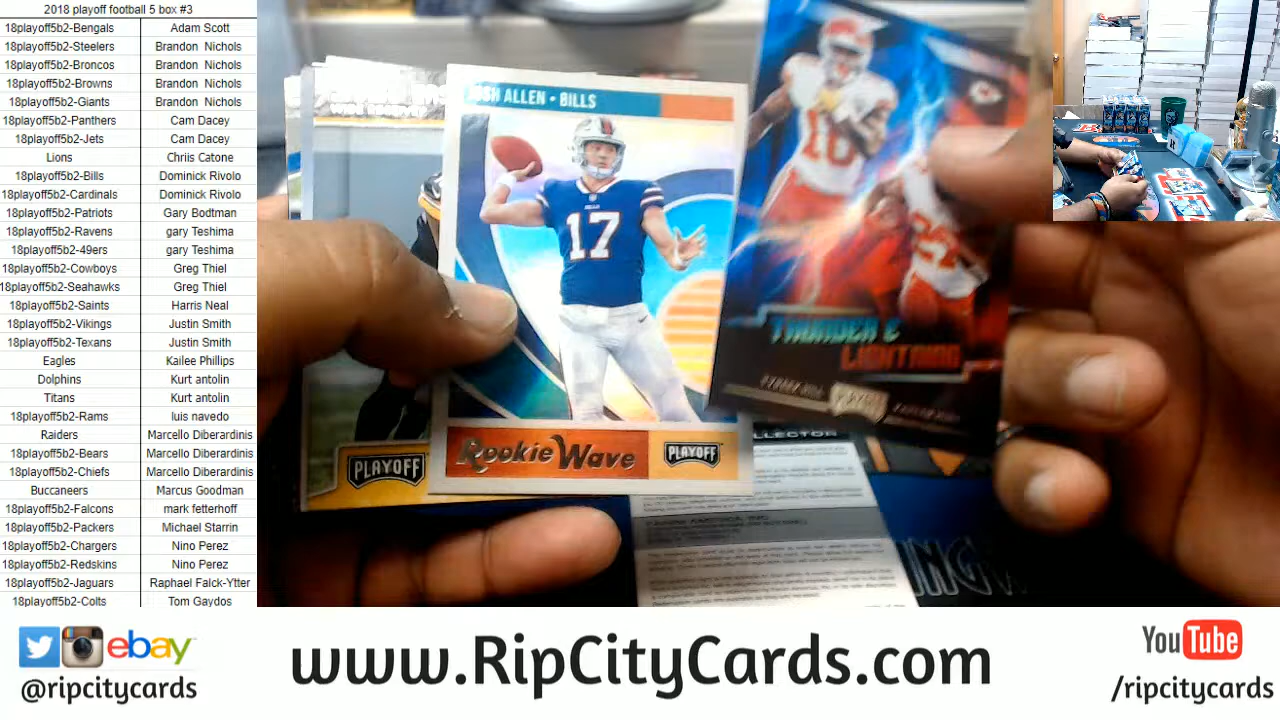 2018 playoff football 5 box #3
18playoff5b2-Bengals Adam Scott
18playoff5b2-Steelers Brandon Nichols
18playoff5b2-Broncos Brandon Nichols
18playoff5b2-Browns Brandon Nichols
18playoff5b2-Giants Brandon Nichols
18playoff5b2-Panthers Cam Dacey
18playoff5b2-Jets Cam Dacey
Lions Chriis Catone
18playoff5b2-Bills Dominick Rivolo
18playoff5b2-Cardinals Dominick Rivolo
18playoff5b2-Patriots Gary Bodtman
18playoff5b2-Ravens gary Teshima
18playoff5b2-49ers gary Teshima
18playoff5b2-Cowboys Greg Thiel
18playoff5b2-Seahawks Greg Thiel
18playoff5b2-Saints Harris Neal
18playoff5b2-Vikings Justin Smith
18playoff5b2-Texans Justin Smith
Eagles Kailee Phillips
Dolphins Kurt antolin
Titans Kurt antolin
18playoff5b2-Rams luis navedo
Raiders Marcello Diberardinis
18playoff5b2-Bears Marcello Diberardinis
18playoff5b2-Chiefs Marcello Diberardinis
Buccaneers Marcus Goodman
18playoff5b2-Falcons mark fetterhoff
18playoff5b2-Packers Michael Starrin
18playoff5b2-Chargers Nino Perez
18playoff5b2-Redskins Nino Perez
18playoff5b2-Jaguars Raphael Falck-Ytter
18playoff5b2-Colts Tom Gaydos
ALLEN • BILLS
17
Rookie Wave
PLAYOFF
PLAYOFF
10
THUNDER &
LIGHTNING
PLAYOFF
ebay
@ripcitycards
www.RipCityCards.com
YouTube
/ripcitycards